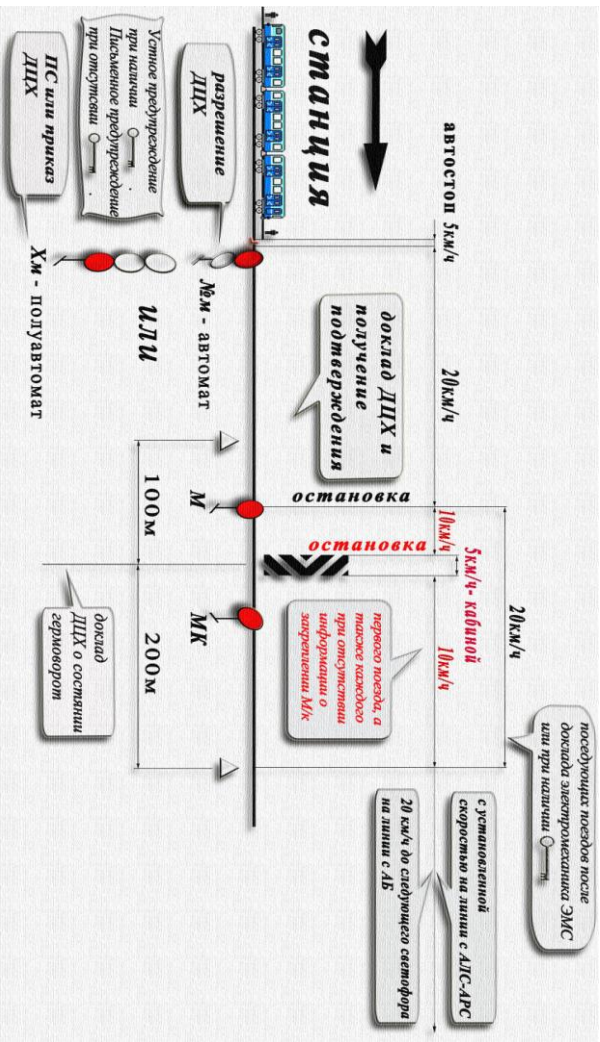 станция
автостоп 5км/ч
20км/ч
10км/ч
5км/ч- кабиной
10км/ч
20км/ч
поседующих поездов после
доклада электромеханика ЭМС
или при наличии
с установленной
скоростью на линии с АЛС-АРС
20 км/ч до следующего светофора
на линии с АБ
доклад ДЦХ и
получение
подтверждения
остановка
остановка
первого поезда, а
также каждого
при отсутствии
информации о
закреплении М/к
разрешение
ДЦХ
№м - автомат
или
Устное предупреждение
при наличии .
Письменное предупреждение
при отсутсвии .
ПС или приказ
ДЦХ
Хм - полуавтомат
М
МК
100м
200м
доклад
ДЦХ о состоянии
гермоворот